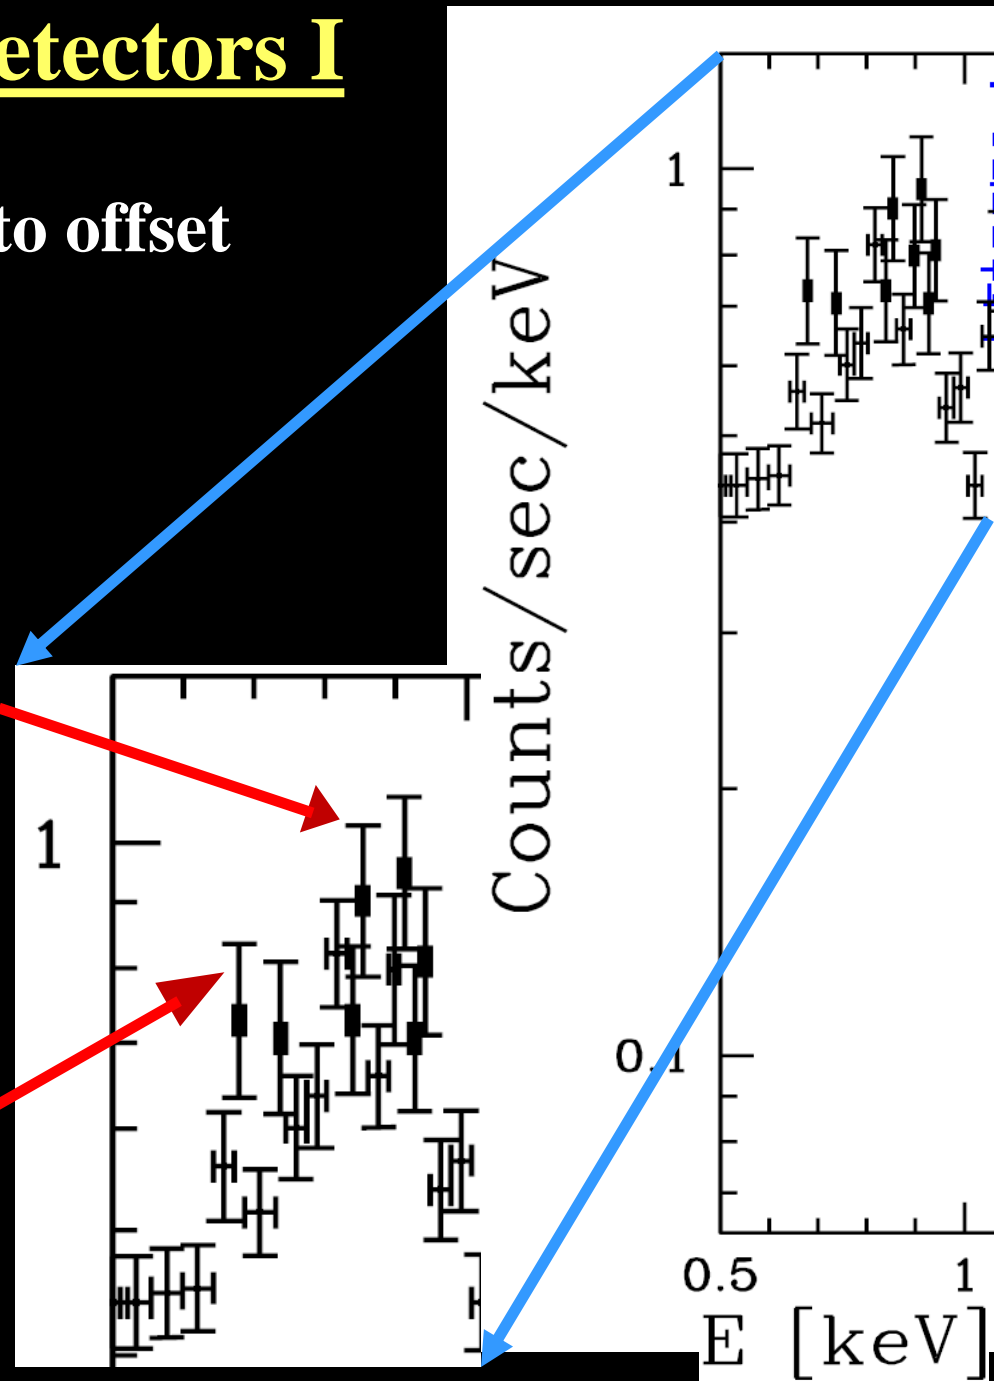 etectors I
to offset
1
Counts/sec/keV
0.1
0.5 1
E [keV]
1